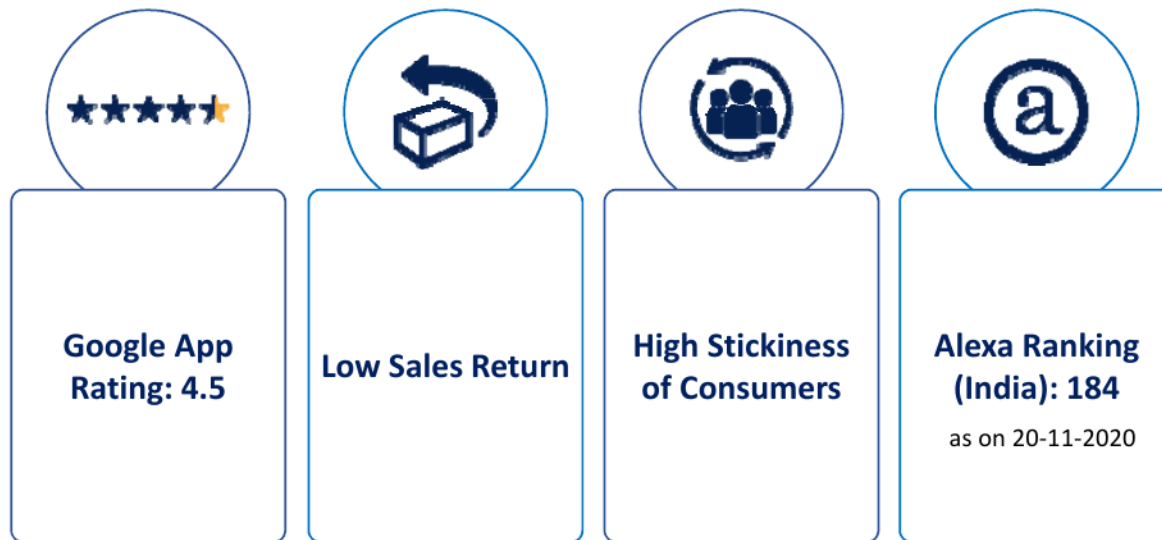 Google App
Rating: 4.5
Low Sales Return
High Stickiness
of Consumers
a
Alexa Ranking
(India): 184
as on 20-11-2020